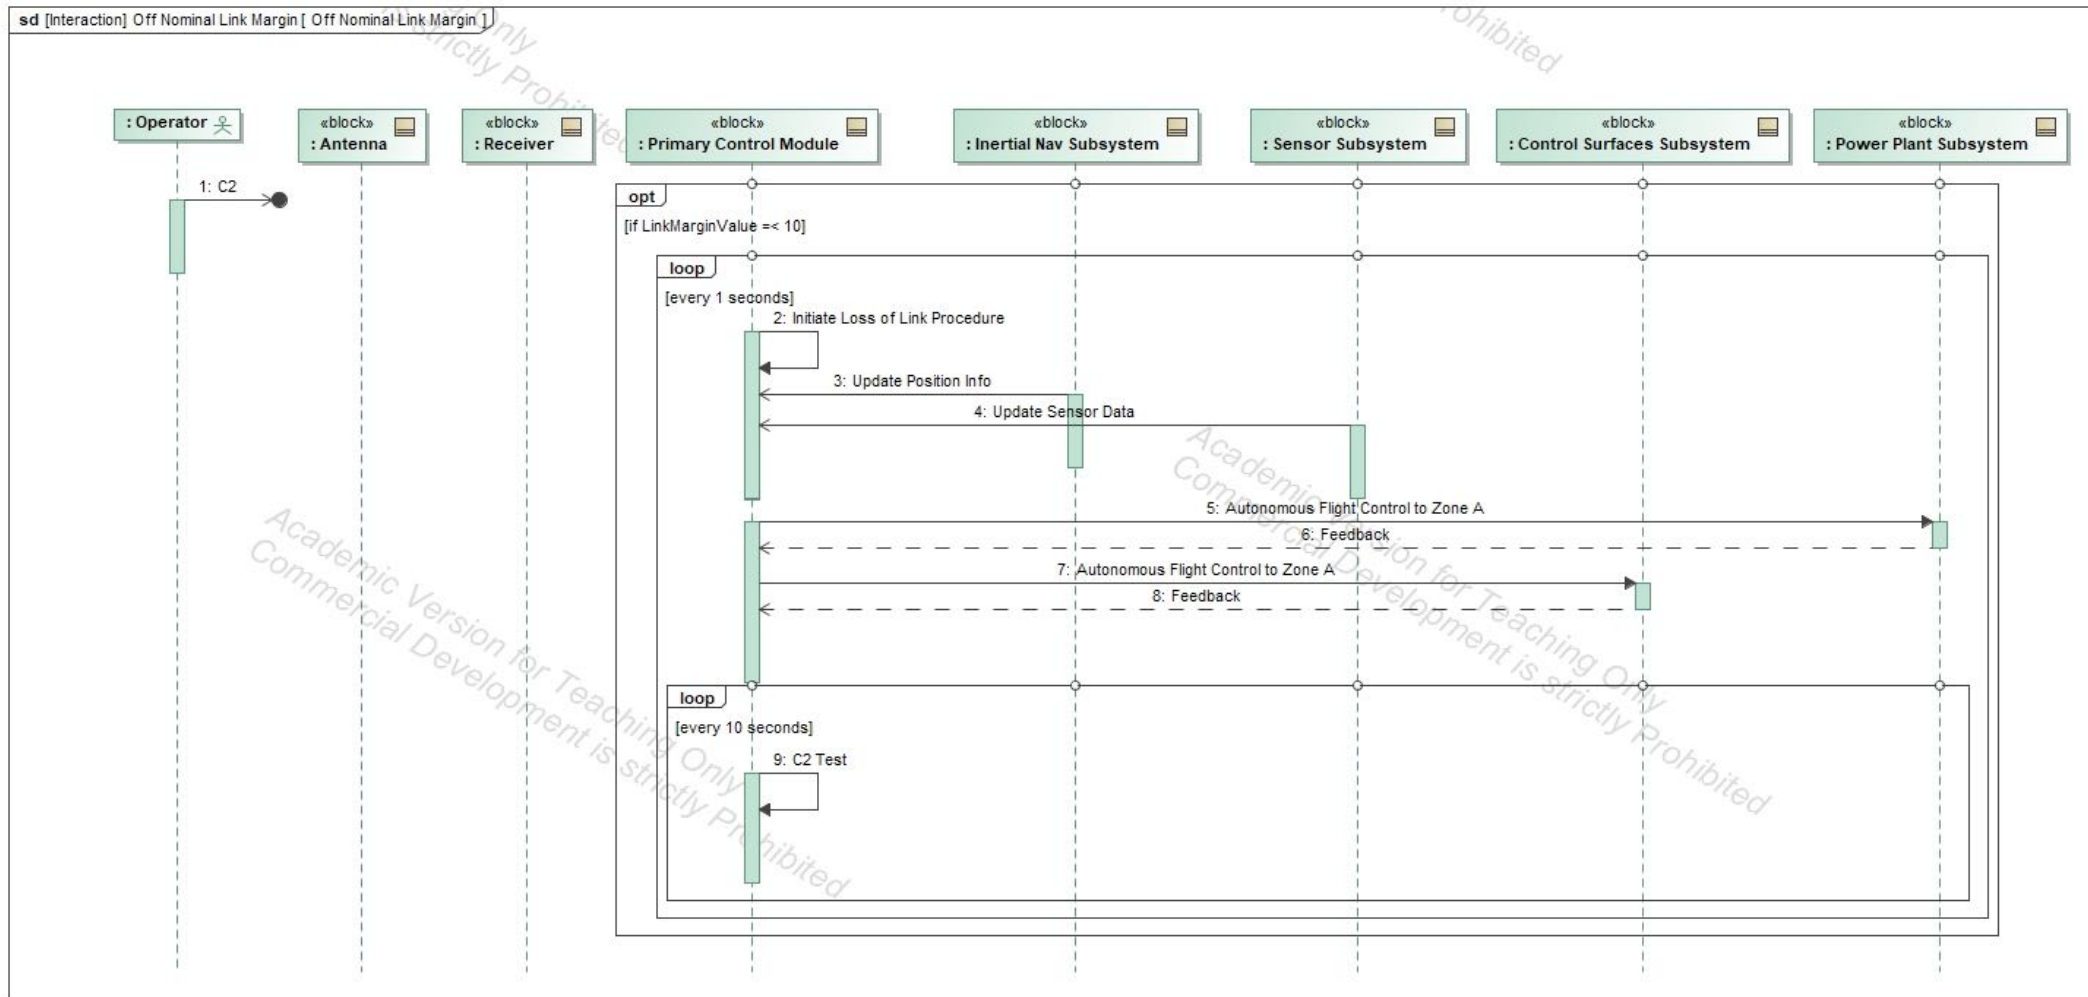 sd [Interaction] Off Nominal Link Margin [ Off Nominal Link Margin ]
: Operator
«block»
: Antenna
«block»
: Receiver
«block»
: Primary Control Module
«block»
: Inertial Nav Subsystem
«block»
: Sensor Subsystem
«block»
: Control Surfaces Subsystem
«block»
: Power Plant Subsystem
1: C2
opt
[if LinkMarginValue =< 10]
loop
[every 1 seconds]
2: Initiate Loss of Link Procedure
3: Update Position Info
4: Update Sensor Data
5: Autonomous Flight Control to Zone A
6: Feedback
7: Autonomous Flight Control to Zone A
8: Feedback
loop
[every 10 seconds]
9: C2 Test
Academic Version for Teaching Only
Commercial Development is strictly Prohibited
Academic Version for Teaching Only
Commercial Development is strictly Prohibited
Only
strictly Prohibited